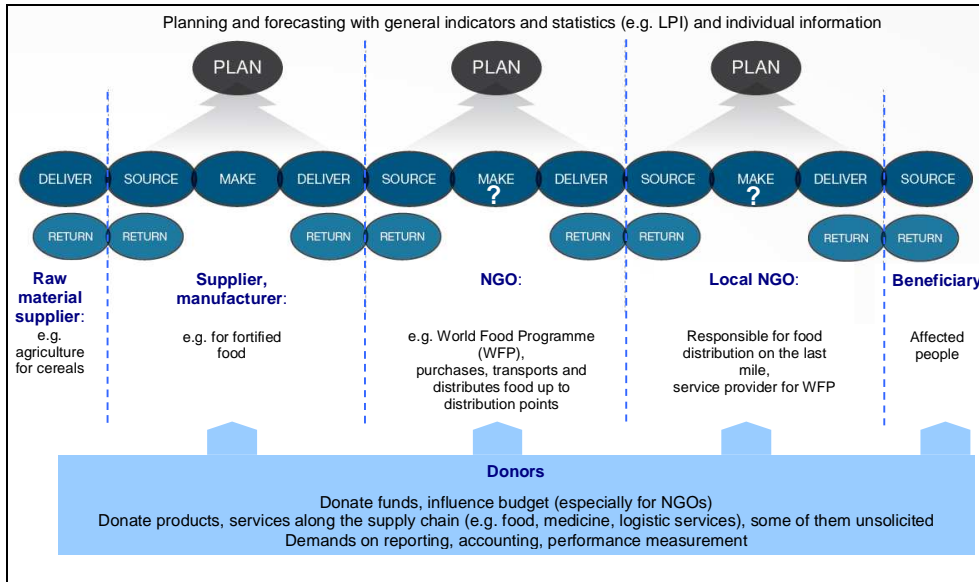 Planning and forecasting with general indicators and statistics (e.g. LPI) and individual information
PLAN PLAN PLAN
DELIVER SOURCE MAKE DELIVER SOURCE MAKE ? DELIVER SOURCE MAKE ? DELIVER SOURCE
RETURN RETURN RETURN RETURN RETURN RETURN RETURN RETURN
Raw
material
supplier:
e.g.
agriculture
for cereals
Supplier,
manufacturer:
e.g. for fortified
food
NGO:
e.g. World Food Programme
(WFP),
purchases, transports and
distributes food up to
distribution points
Local NGO:
Responsible for food
distribution on the last
mile,
service provider for WFP
Beneficiary
Affected
people
Donors
Donate funds, influence budget (especially for NGOs)
Donate products, services along the supply chain (e.g. food, medicine, logistic services), some of them unsolicited
Demands on reporting, accounting, performance measurement